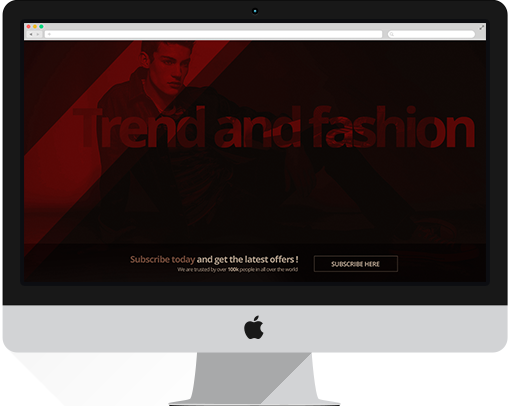 Trend and fashion
Subscribe today and get the latest offers !
We are trusted by over 100k people in all over the world
SUBSCRIBE HERE